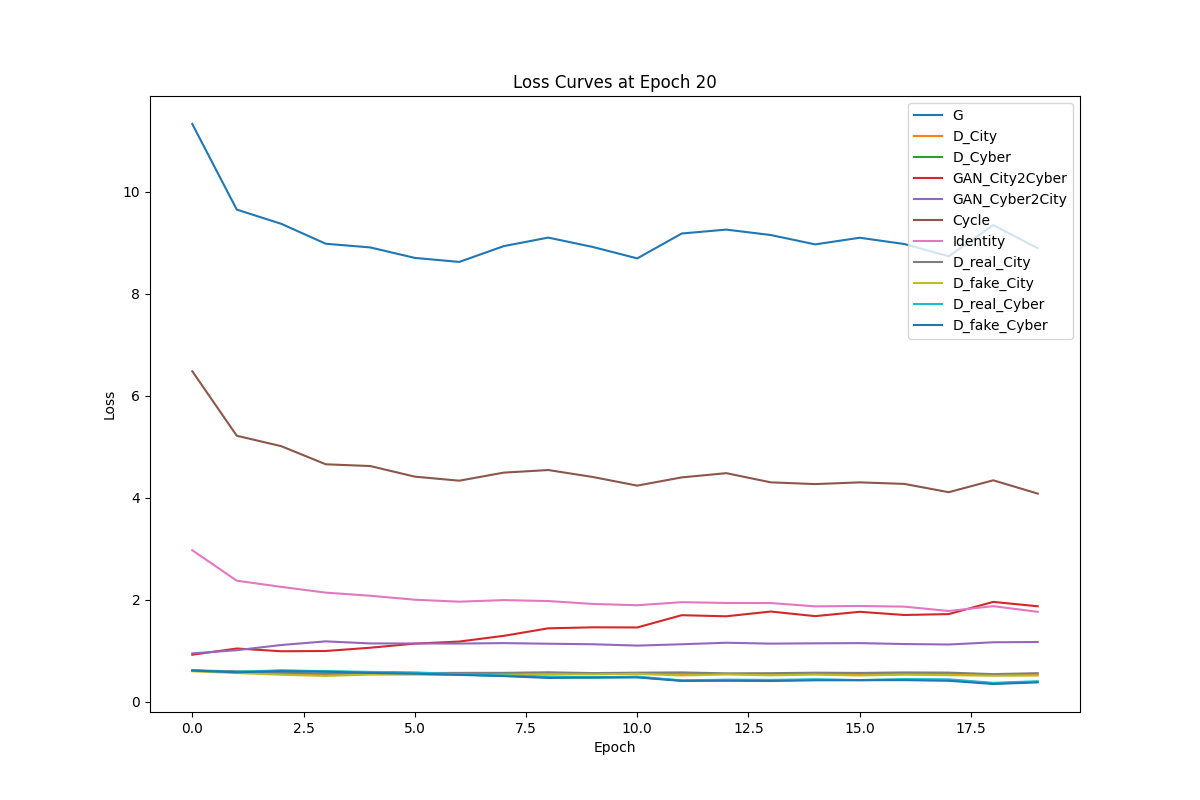 Loss Curves at Epoch 20
G
D_City
D_Cyber
GAN_City2Cyber
GAN_Cyber2City
Cycle
Identity
D_real_City
D_fake_City
D_real_Cyber
D_fake_Cyber
Loss
10
8
6
4
2
0
0.0 2.5 5.0 7.5 10.0 12.5 15.0 17.5
Epoch